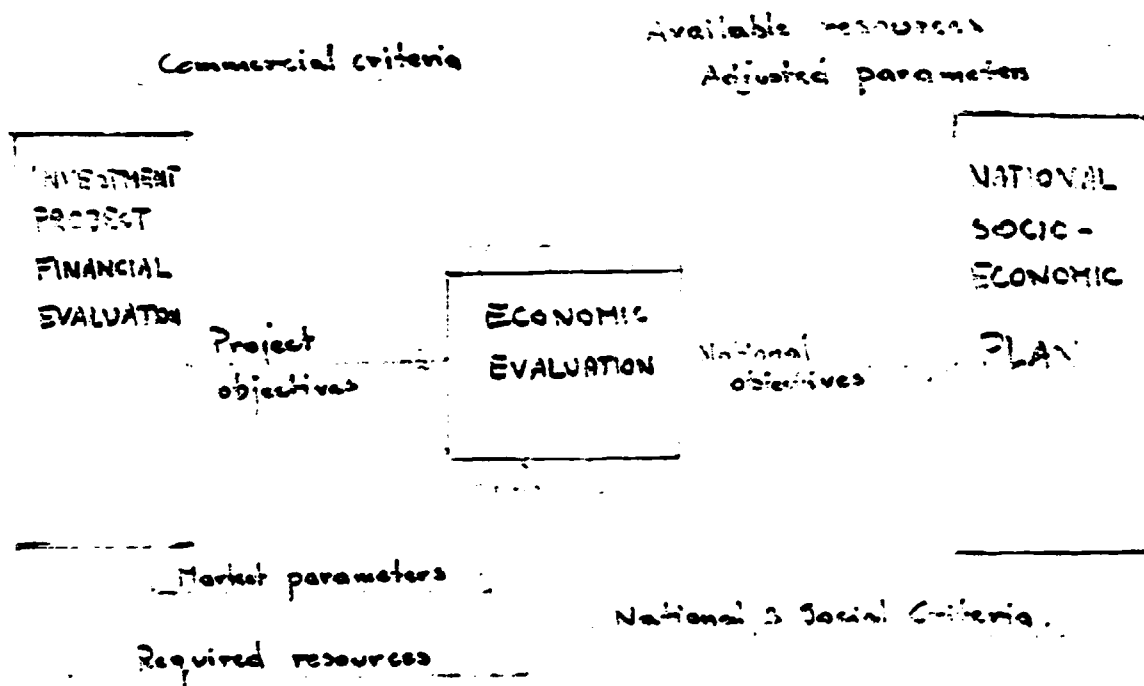 Commercial criteria
Available resources
Adjusted parameters
INVESTMENT
PROJECT
FINANCIAL
EVALUATION
Project
objectives
ECONOMIC
EVALUATION
National
objectives
NATIONAL
SOCIO-
ECONOMIC
PLAN
Market parameters
Required resources
National & Social Criteria.